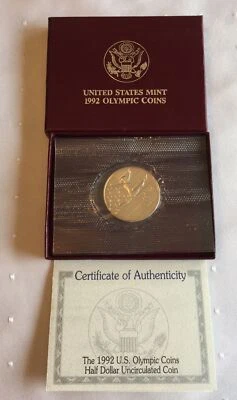 UNITED STATES MINT
1992 OLYMPIC COINS
Certificate of Authenticity
The 1992 U.S. Olympic Coins
Half Dollar Uncirculated Coin